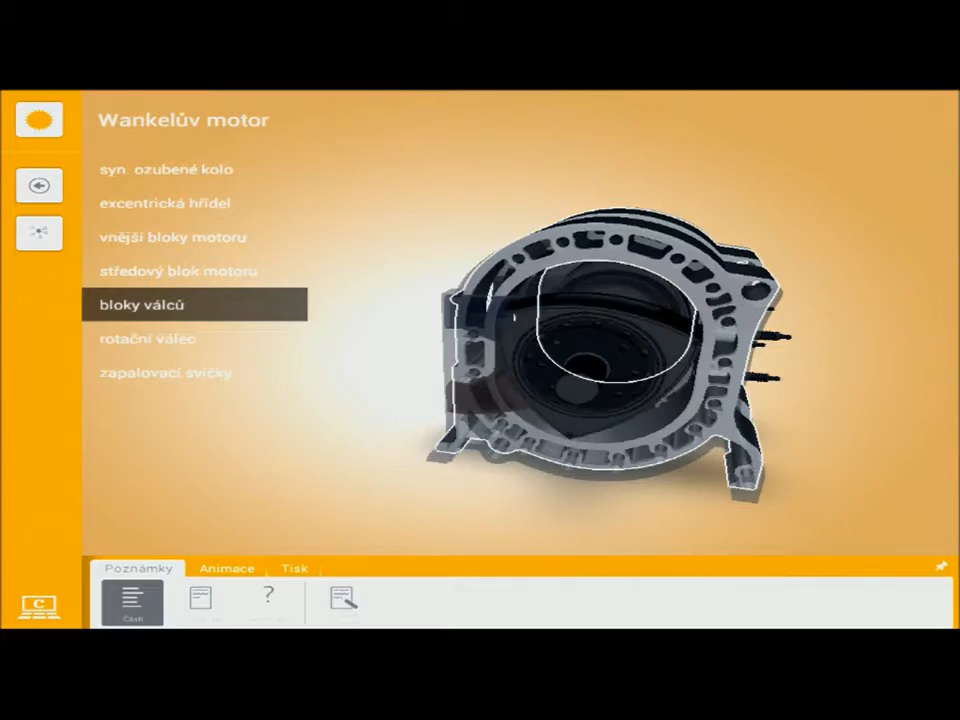 Wankelův motor
syn. ozubené kolo
excentrická hřídel
vnější bloky motoru
středový blok motoru
bloky válců
rotační válec
zapalovací svíčky
Poznámky Animace Tisk
?
Části
C